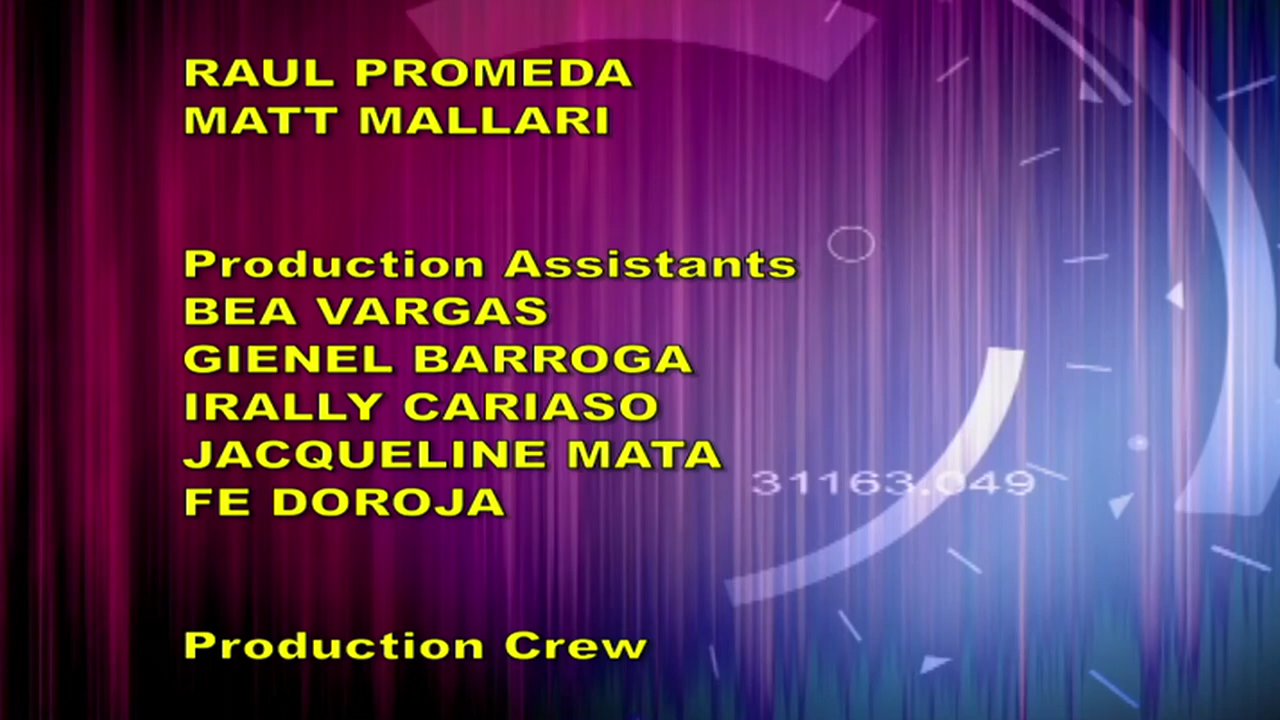 RAUL PROMEDA
MATT MALLARI
Production Assistants
BEA VARGAS
GIENEL BARROGA
IRALLY CARIASO
JACQUELINE MATA
31163.049
FE DOROJA
Production Crew